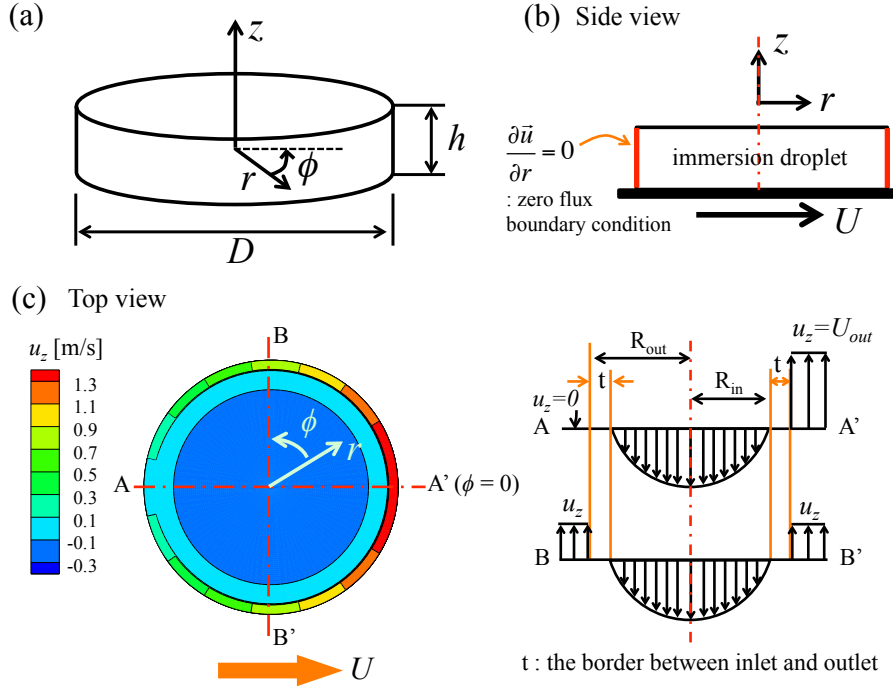 (a)
z
h
r
ϕ
D
(b) Side view
z
r
∂u⃗/∂r = 0
immersion droplet
: zero flux
boundary condition
U
(c) Top view
u_z [m/s]
1.3
1.1
0.9
0.7
0.5
0.3
0.1
-0.1
-0.3
B
ϕ
r
A
A' (ϕ = 0)
B'
U
u_z=U_out
R_out
t
t
R_in
u_z=0
A
A'
u_z
u_z
B
B'
t : the border between inlet and outlet